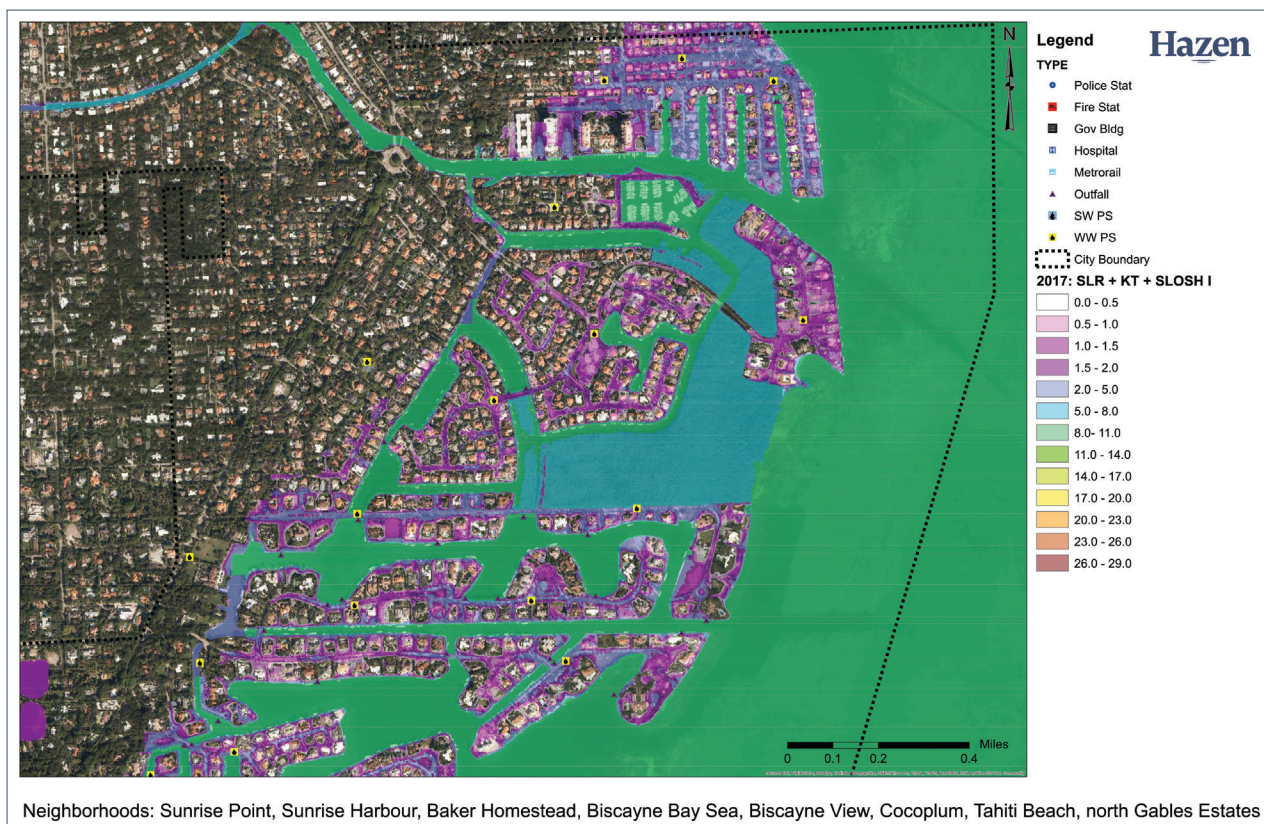 N
Legend
Hazen
TYPE
Police Stat
Fire Stat
Gov Bldg
Hospital
Metrorail
Outfall
SW PS
WW PS
City Boundary
2017: SLR + KT + SLOSH I
0.0 - 0.5
0.5 - 1.0
1.0 - 1.5
1.5 - 2.0
2.0 - 5.0
5.0 - 8.0
8.0 - 11.0
11.0 - 14.0
14.0 - 17.0
17.0 - 20.0
20.0 - 23.0
23.0 - 26.0
26.0 - 29.0
Miles
0 0.1 0.2 0.4
Neighborhoods: Sunrise Point, Sunrise Harbour, Baker Homestead, Biscayne Bay Sea, Biscayne View, Cocoplum, Tahiti Beach, north Gables Estates